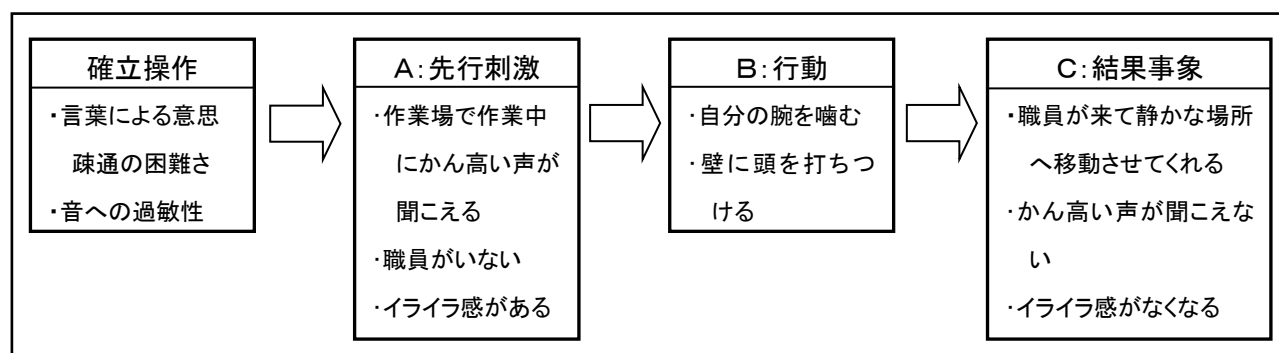 確立操作
・言葉による意思
疎通の困難さ
・音への過敏性
A:先行刺激
・作業場で作業中
にかん高い声が
聞こえる
・職員がいない
・イライラ感がある
B:行動
・自分の腕を噛む
・壁に頭を打ちつ
ける
C:結果事象
・職員が来て静かな場所
へ移動させてくれる
・かん高い声が聞こえな
い
・イライラ感がなくなる